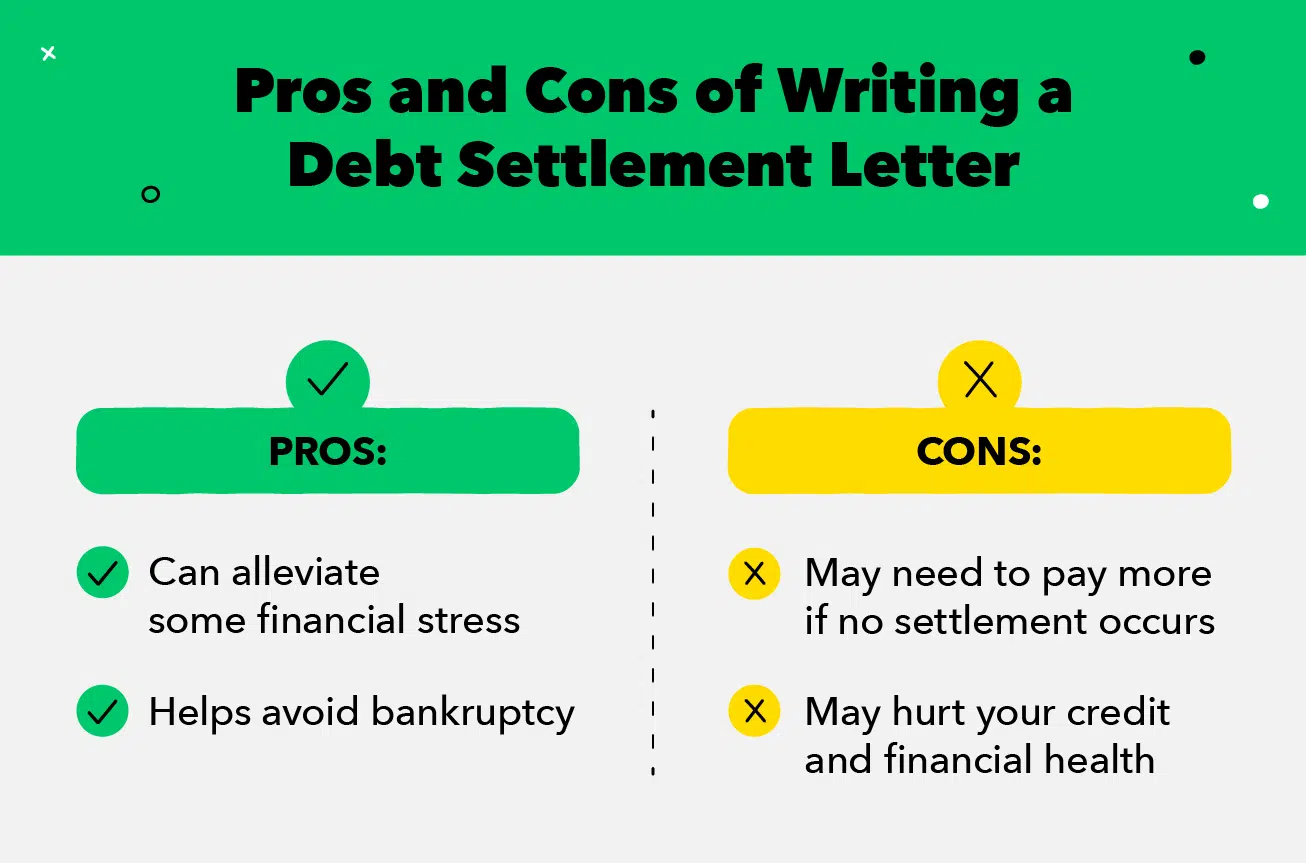 Pros and Cons of Writing a
Debt Settlement Letter
PROS:
Can alleviate
some financial stress
Helps avoid bankruptcy
CONS:
May need to pay more
if no settlement occurs
May hurt your credit
and financial health